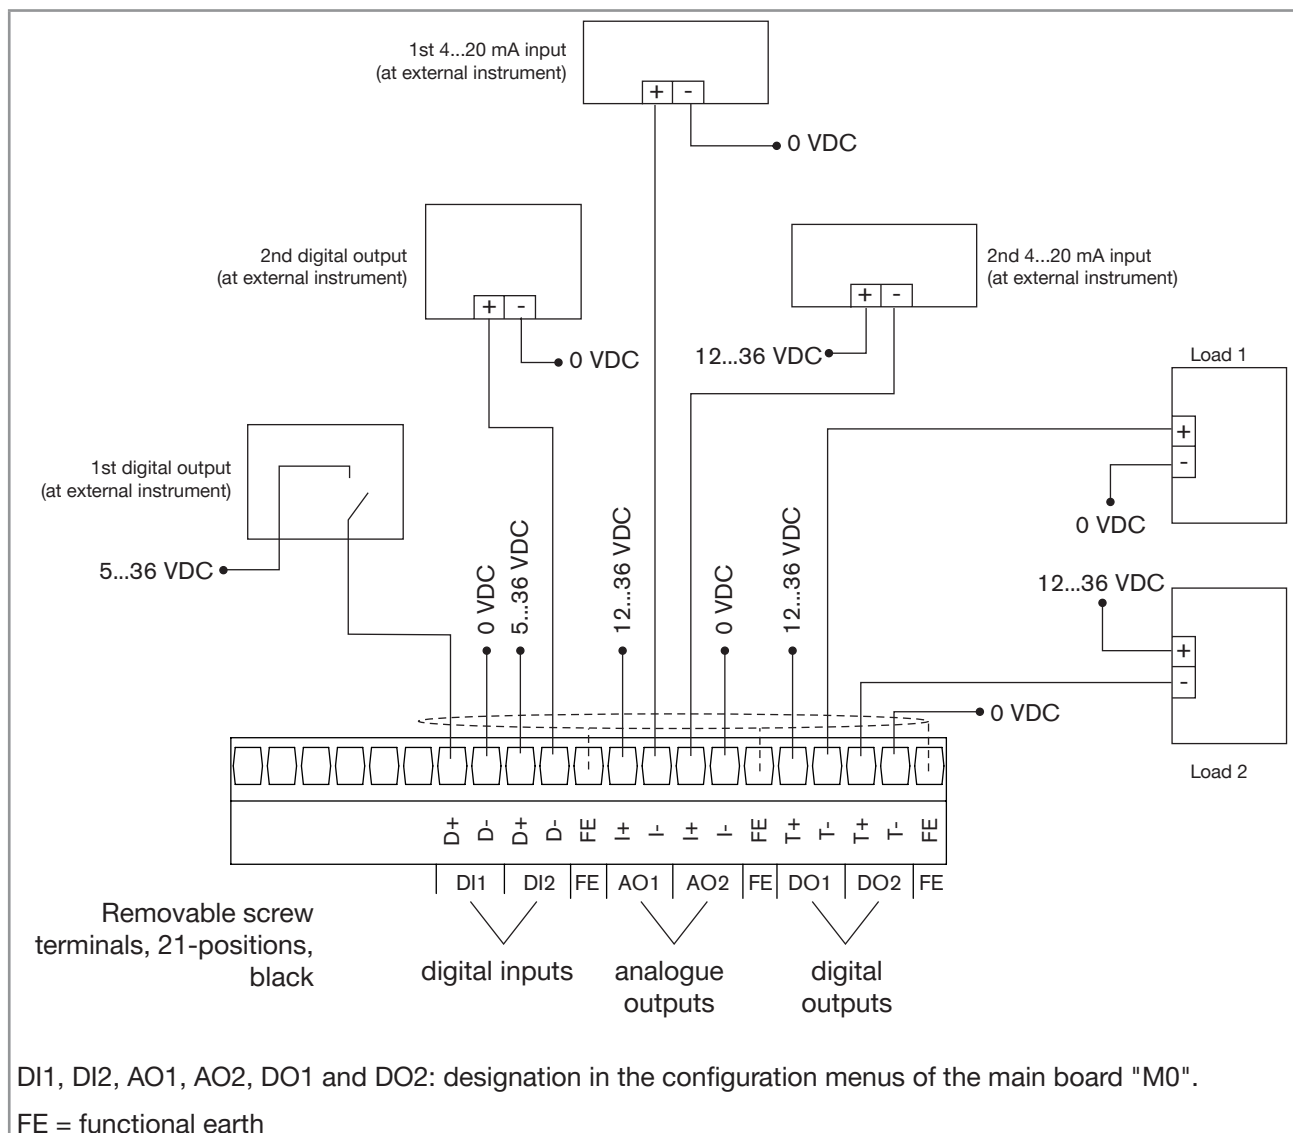 1st 4...20 mA input
(at external instrument)
+ -
0 VDC
2nd digital output
(at external instrument)
+ -
0 VDC
2nd 4...20 mA input
(at external instrument)
+ -
12...36 VDC
Load 1
+
-
0 VDC
1st digital output
(at external instrument)
5...36 VDC
0 VDC
5...36 VDC
12...36 VDC
0 VDC
12...36 VDC
12...36 VDC
+
-
0 VDC
Load 2
D+ D- D+ D- FE I+ I- I+ I- FE T+ T- T+ T- FE
DI1 DI2 FE AO1 AO2 FE DO1 DO2 FE
Removable screw
terminals, 21-positions,
black
digital inputs
analogue
outputs
digital
outputs
DI1, DI2, AO1, AO2, DO1 and DO2: designation in the configuration menus of the main board "M0".
FE = functional earth